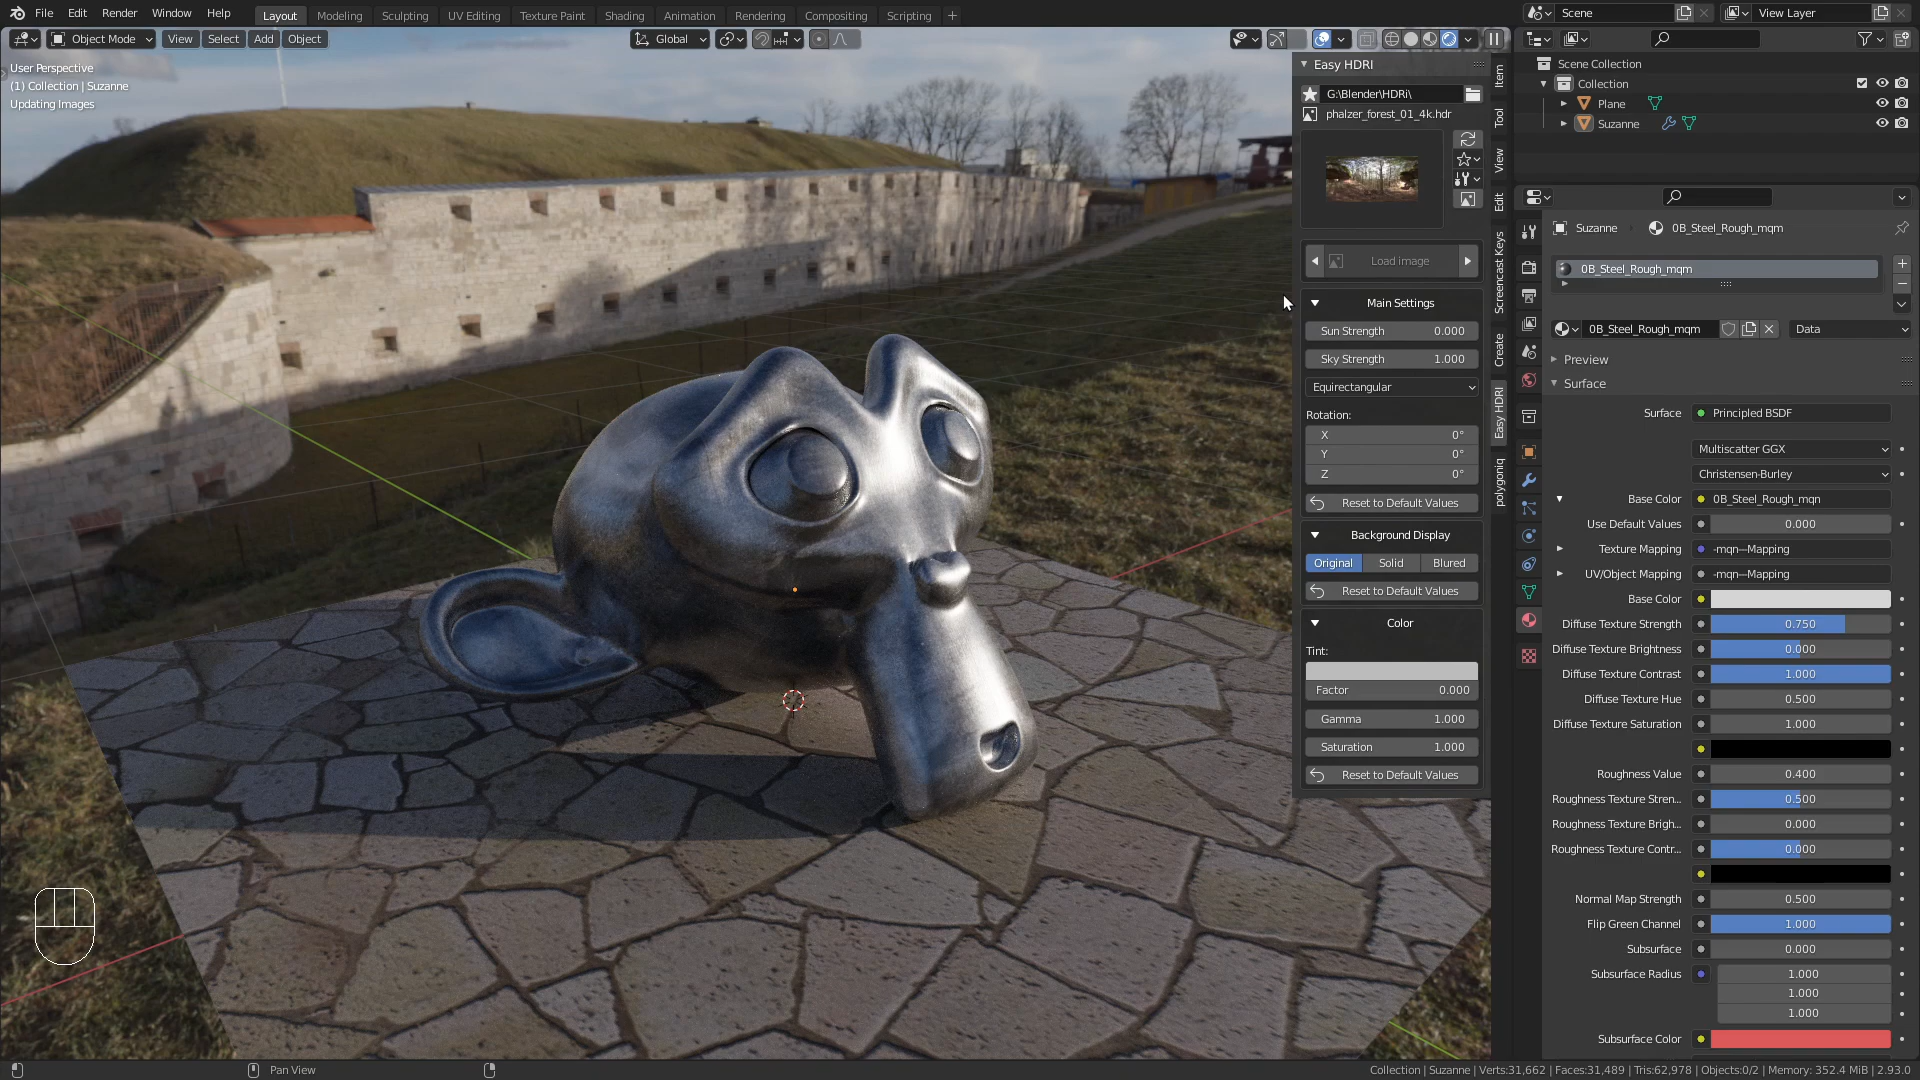 File Edit Render Window Help
Layout Modeling Sculpting UV Editing Texture Paint Shading Animation Rendering Compositing Scripting +
Scene
View Layer
Object Mode View Select Add Object
Global
User Perspective
(1) Collection | Suzanne
Updating Images
Easy HDRI
G:\Blender\HDRi\
phalzer_forest_01_4k.hdr
Load image
Main Settings
Sun Strength 0.000
Sky Strength 1.000
Equirectangular
Rotation:
X 0°
Y 0°
Z 0°
Reset to Default Values
Background Display
Original Solid Blured
Reset to Default Values
Color
Tint:
Factor 0.000
Gamma 1.000
Saturation 1.000
Reset to Default Values
Item
Tool
View
Edit
Screencast Keys
Create
Easy HDRI
polygoniq
Scene Collection
Collection
Plane
Suzanne
Suzanne 0B_Steel_Rough_mqm
0B_Steel_Rough_mqm
0B_Steel_Rough_mqm Data
Preview
Surface
Surface Principled BSDF
Multiscatter GGX
Christensen-Burley
Base Color 0B_Steel_Rough_mqn
Use Default Values 0.000
Texture Mapping -mqn—Mapping
UV/Object Mapping -mqn—Mapping
Base Color
Diffuse Texture Strength 0.750
Diffuse Texture Brightness 0.000
Diffuse Texture Contrast 1.000
Diffuse Texture Hue 0.500
Diffuse Texture Saturation 1.000
Roughness Value 0.400
Roughness Texture Stren... 0.500
Roughness Texture Brigh... 0.000
Roughness Texture Contr... 0.000
Normal Map Strength 0.500
Flip Green Channel 1.000
Subsurface 0.000
Subsurface Radius 1.000
1.000
1.000
Subsurface Color
Pan View
Collection | Suzanne | Verts:31,662 | Faces:31,489 | Tris:62,978 | Objects:0/2 | Memory: 352.4 MiB | 2.93.0